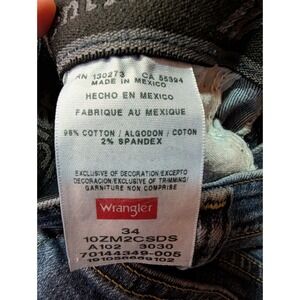 RN 130273 CA 55394
MADE IN MEXICO
HECHO EN MEXICO
FABRIQUE AU MEXIQUE
98% COTTON / ALGODON / COTON
2% SPANDEX
EXCLUSIVE OF DECORATION/EXCEPTO
DECORACION/EXCLUSIVE OF TRIMMING/
GARNITURE NON COMPRISE
Wrangler
34
10ZM2CSDS
A102 3030
70144349-005